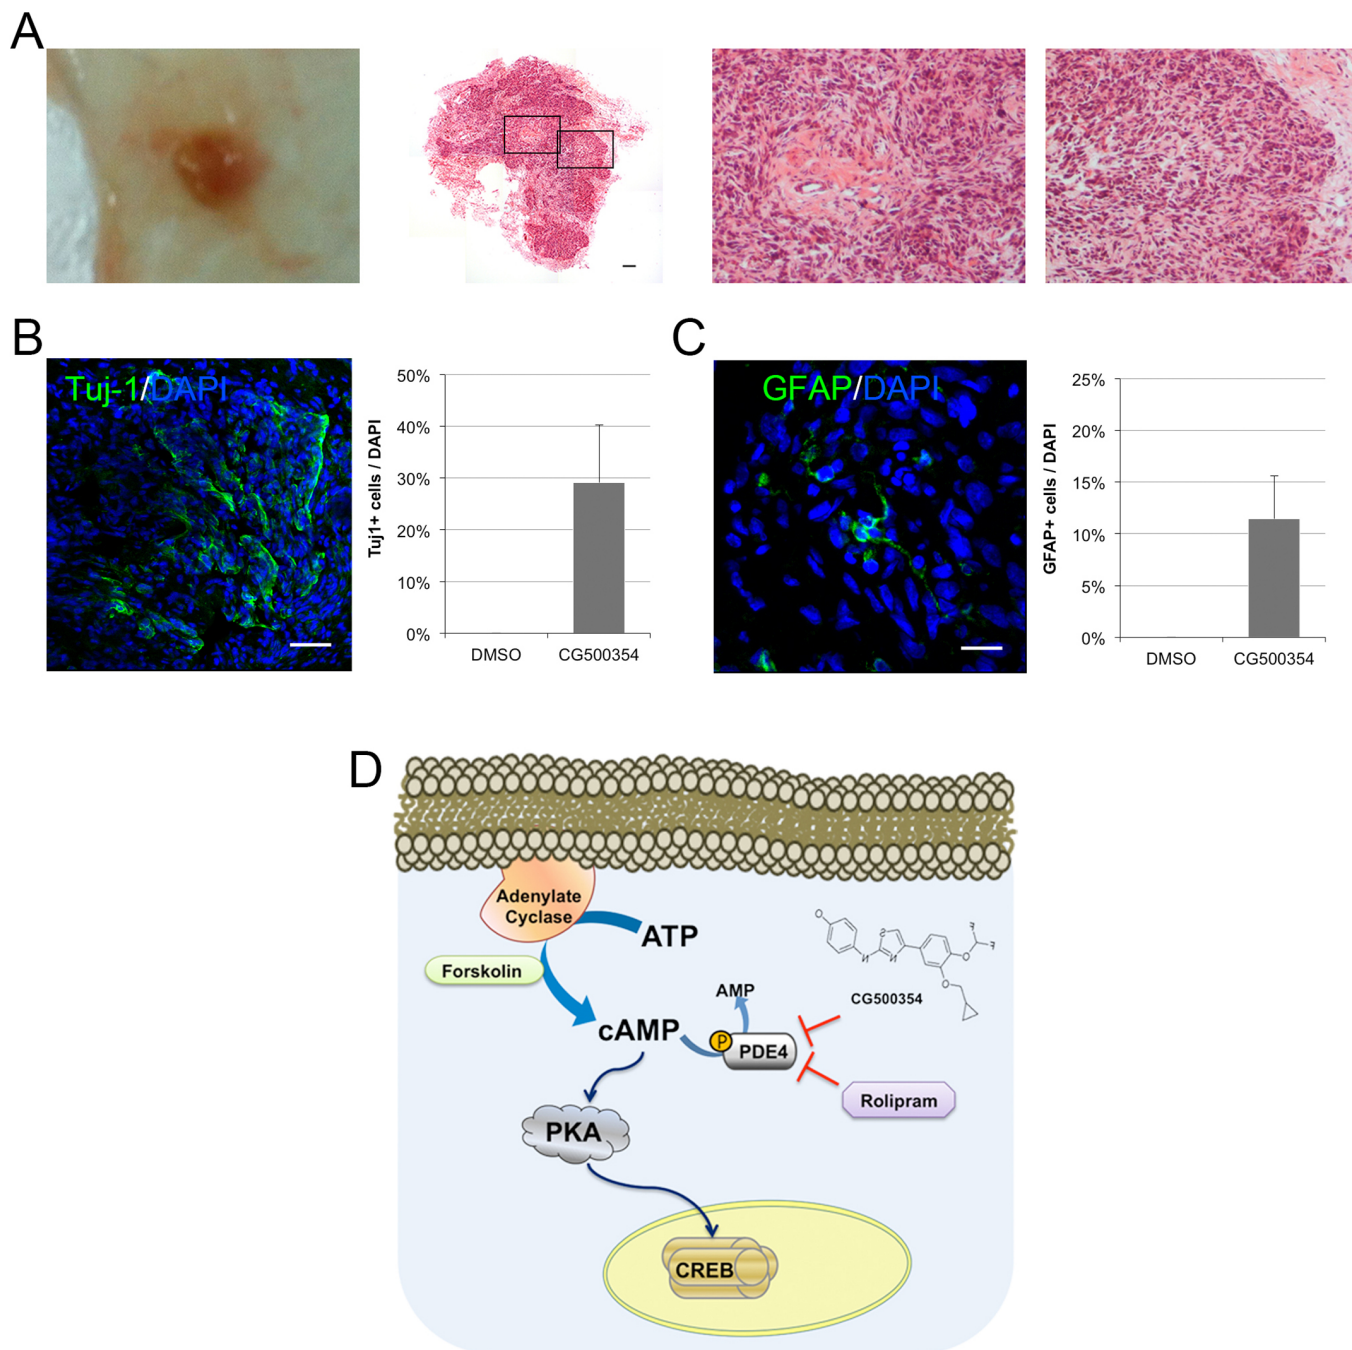 A
B
Tuj-1/DAPI
Tuj1+ cells / DAPI
50%
40%
30%
20%
10%
0%
DMSO
CG500354
C
GFAP/DAPI
GFAP+ cells / DAPI
25%
20%
15%
10%
5%
0%
DMSO
CG500354
D
Adenylate
Cyclase
ATP
Forskolin
cAMP
AMP
P
PDE4
O
S
N
N
O
O
F
F
CG500354
Rolipram
PKA
CREB